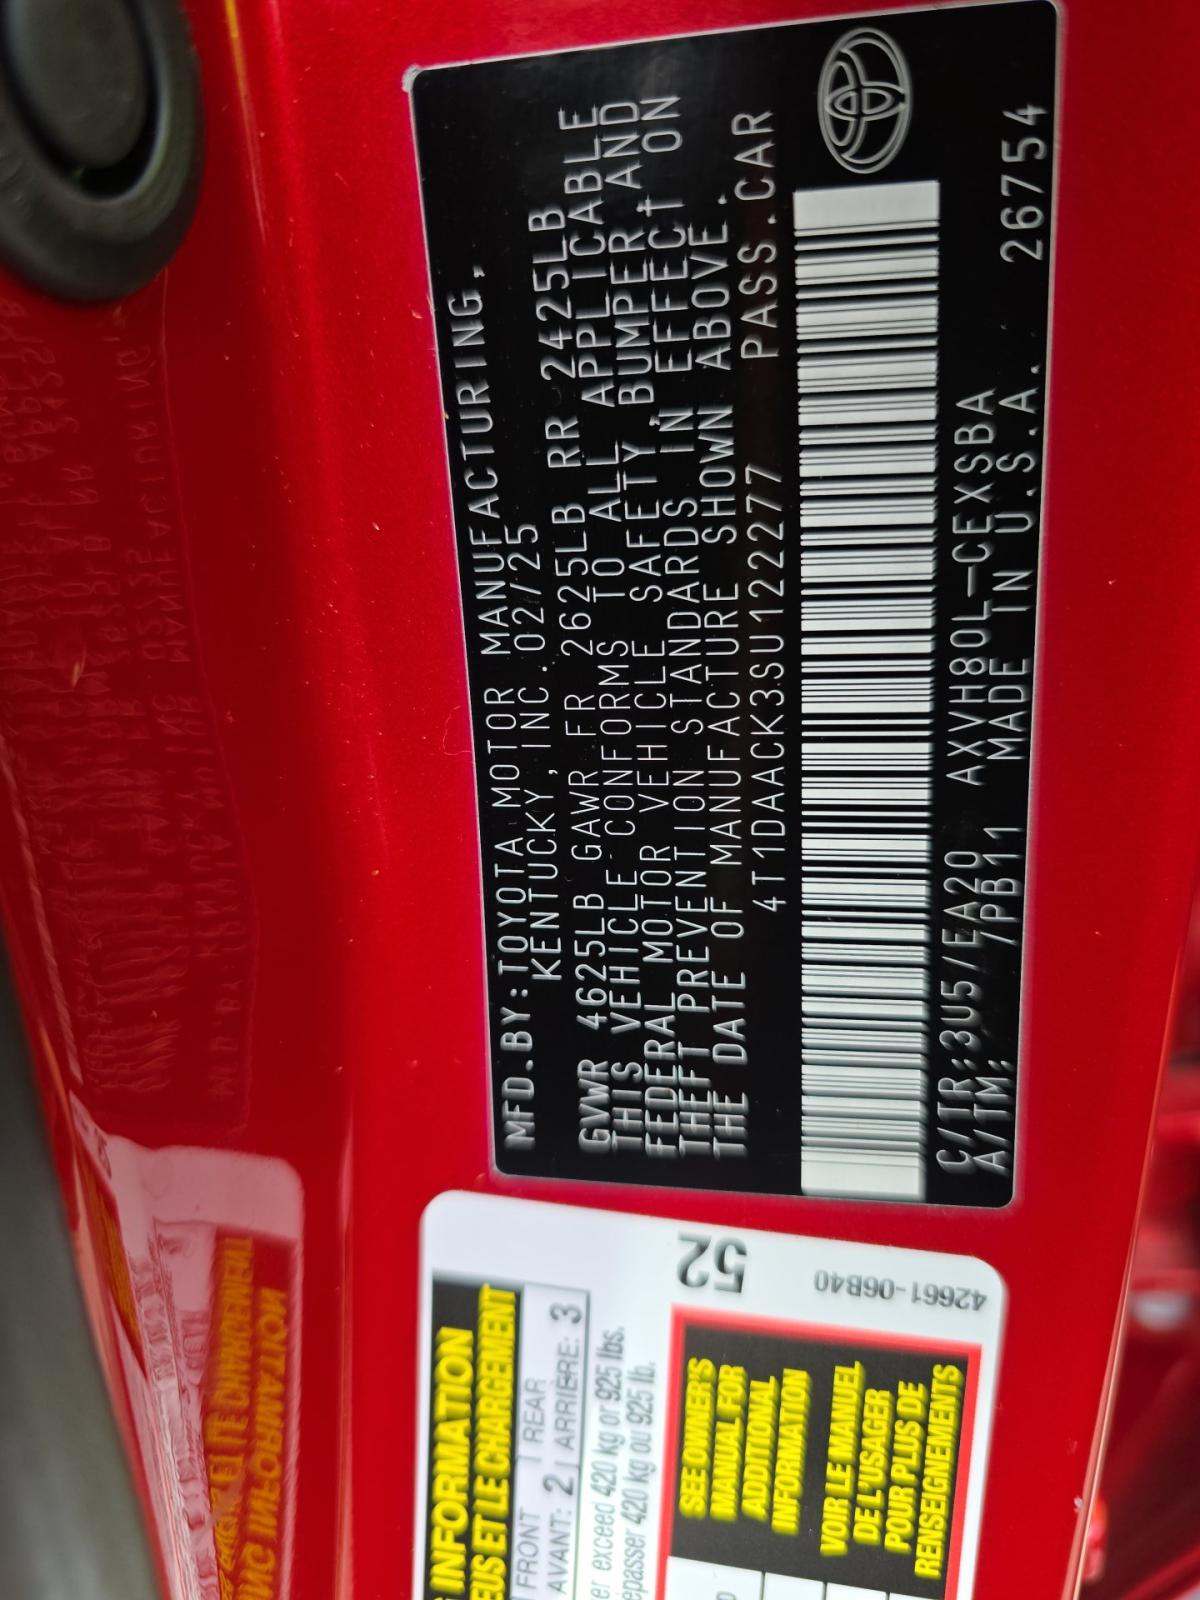 MFD.BY:TOYOTA MOTOR MANUFACTURING,
KENTUCKY,INC.02/25
GVWR 4625LB GAWR FR 2625LB RR 2425LB
THIS VEHICLE CONFORMS TO ALL APPLICABLE
FEDERAL MOTOR VEHICLE SAFETY,BUMPER AND
THEFT PREVENTION STANDARDS IN EFFECT ON
THE DATE OF MANUFACTURE SHOWN ABOVE.
4T1DAACK3SU122277 PASS.CAR
C/TR:3U5/EA20 AXVH80L-CEXSBA
A/TM: /PB11 MADE IN U.S.A. 26754
52
42661-06B40
INFORMATION
ET LE CHARGEMENT
FRONT REAR
AVANT: 2 ARRIÈRE: 3
exceed 420 kg or 925 lbs.
420 kg ou 925 lb.
SEE OWNER'S
MANUAL FOR
ADDITIONAL
INFORMATION
VOIR LE MANUEL
DE L'USAGER
POUR PLUS DE
RENSEIGNEMENTS